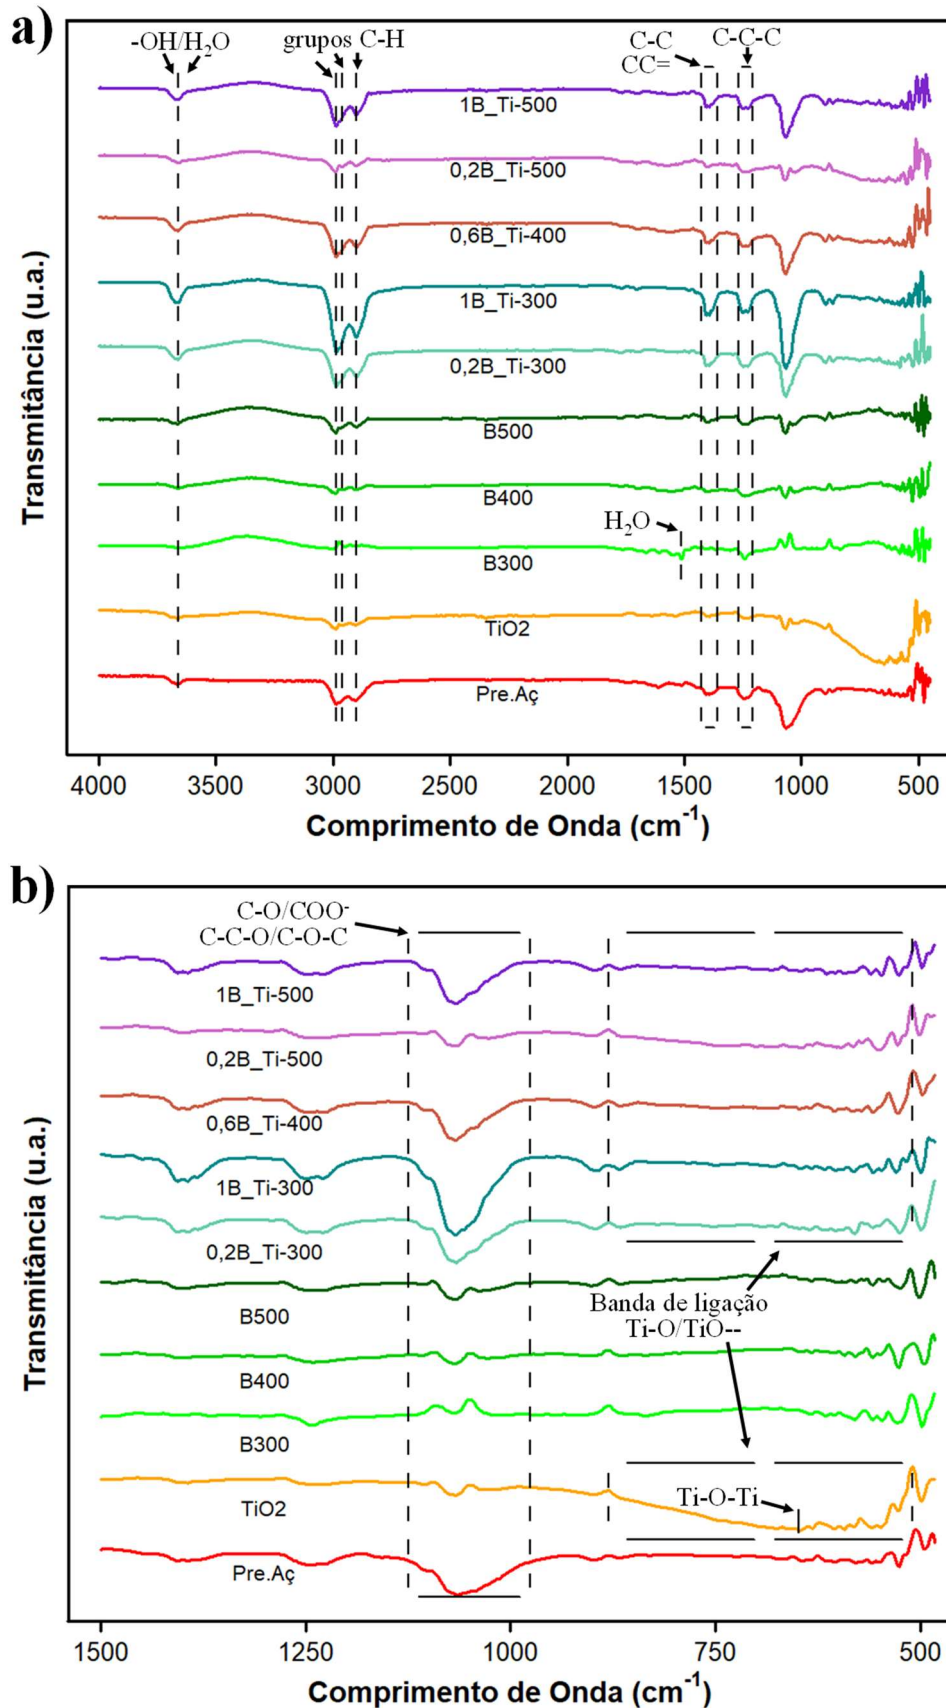 a)
-OH/H₂O
grupos C-H
C-C
CC=
C-C-C
1B_Ti-500
0,2B_Ti-500
0,6B_Ti-400
1B_Ti-300
0,2B_Ti-300
B500
B400
H₂O
B300
TiO2
Pre.Aç
Transmitância (u.a.)
4000 3500 3000 2500 2000 1500 1000 500
Comprimento de Onda (cm⁻¹)
b)
C-O/COO⁻
C-C-O/C-O-C
1B_Ti-500
0,2B_Ti-500
0,6B_Ti-400
1B_Ti-300
0,2B_Ti-300
Banda de ligação
Ti-O/TiO--
B500
B400
B300
TiO2
Ti-O-Ti
Pre.Aç
Transmitância (u.a.)
1500 1250 1000 750 500
Comprimento de Onda (cm⁻¹)